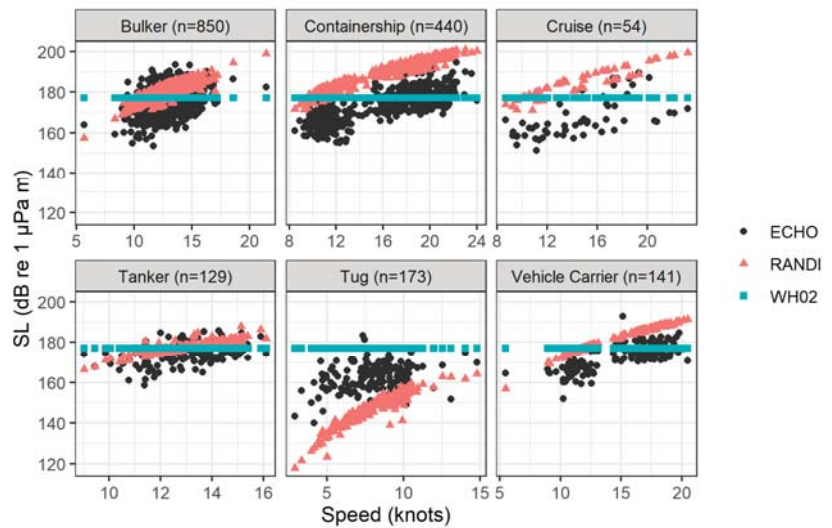 Bulker (n=850) Containership (n=440) Cruise (n=54)
200
180
160
140
120
5 10 15 20 8 12 16 20 24 8 12 16 20
Tanker (n=129) Tug (n=173) Vehicle Carrier (n=141)
200
180
160
140
120
10 12 14 16 5 10 15 5 10 15 20
SL (dB re 1 µPa m)
Speed (knots)
ECHO
RANDI
WH02